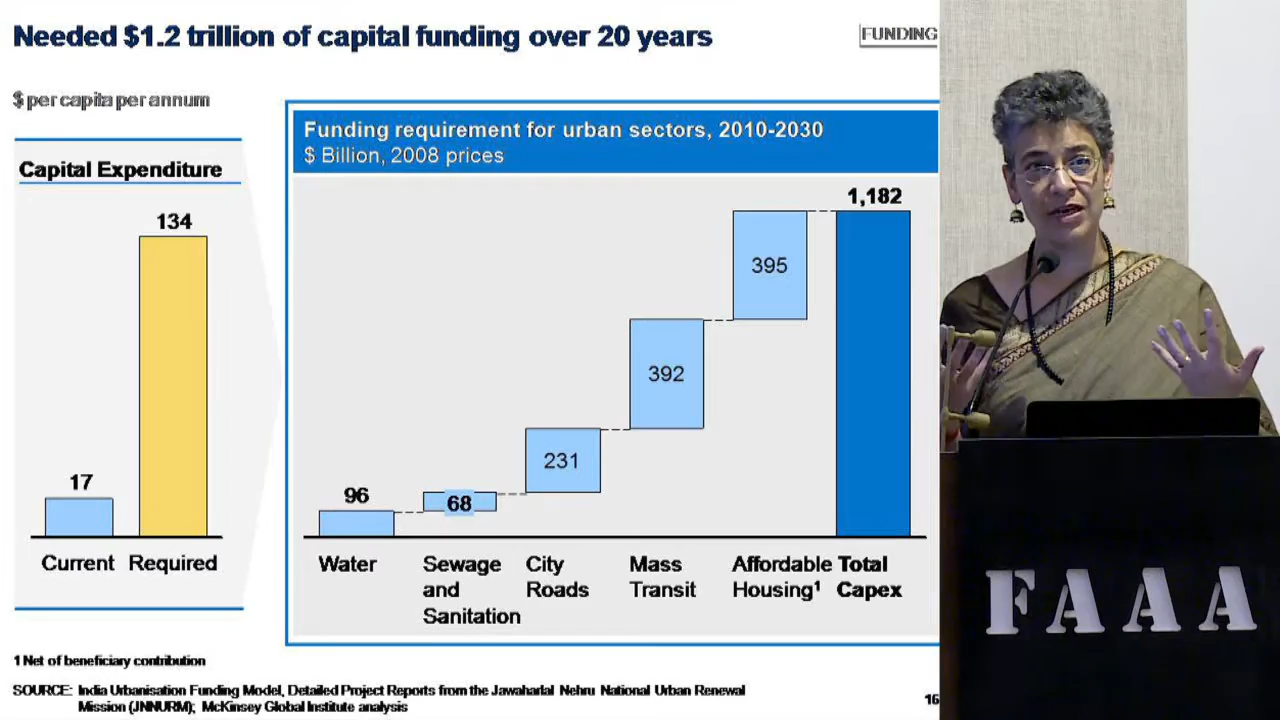 Needed $1.2 trillion of capital funding over 20 years
FUNDING
$ per capita per annum
Capital Expenditure
134
17
Current Required
Funding requirement for urban sectors, 2010-2030
$ Billion, 2008 prices
1,182
395
392
231
96
68
Water
Sewage and Sanitation
City Roads
Mass Transit
Affordable Housing¹
Total Capex
1 Net of beneficiary contribution
SOURCE: India Urbanisation Funding Model, Detailed Project Reports from the Jawaharlal Nehru National Urban Renewal
Mission (JNNURM); McKinsey Global Institute analysis
16
FAAA